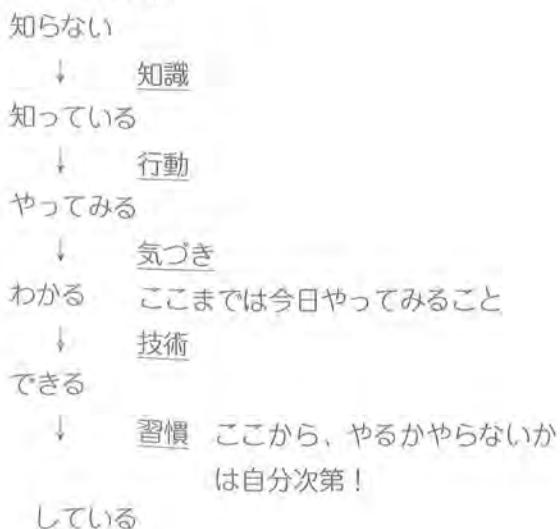 知らない
↓ 知識
知っている
↓ 行動
やってみる
↓ 気づき
わかる ここまでは今日やってみること
↓ 技術
できる
↓ 習慣 ここから、やるかやらないか
は自分次第！
している